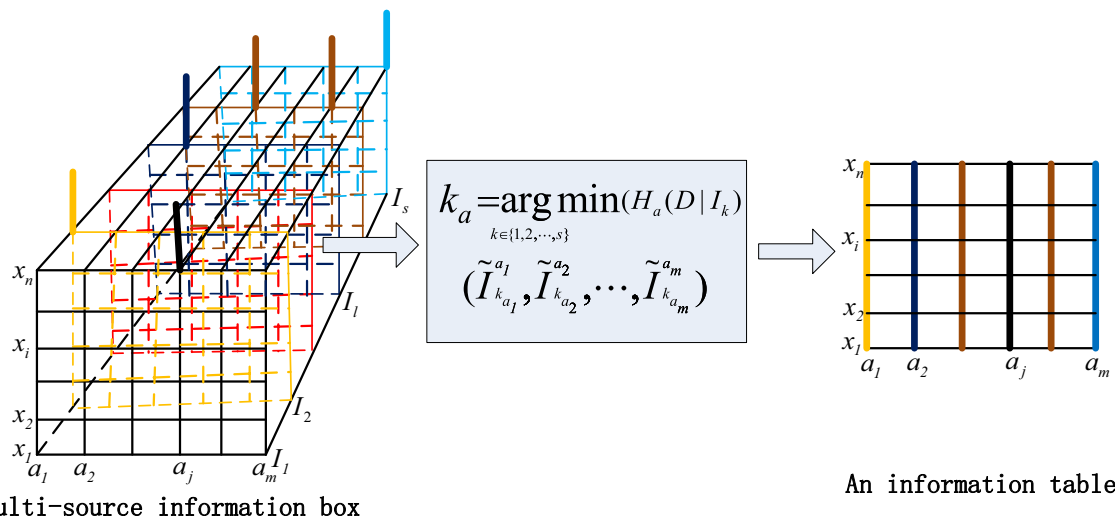 I_s
x_n
x_i
x_2
x_1
I_l
I_2
I_1
a_1 a_2 a_j a_m
ulti-source information box
k_a = arg min (H_a(D | I_k)
k∈{1,2,⋯,s}
(Ĩ^{a_1}_{k_{a_1}}, Ĩ^{a_2}_{k_{a_2}}, ⋯, Ĩ^{a_m}_{k_{a_m}})
x_n
x_i
x_2
x_1
a_1 a_2 a_j a_m
An information table